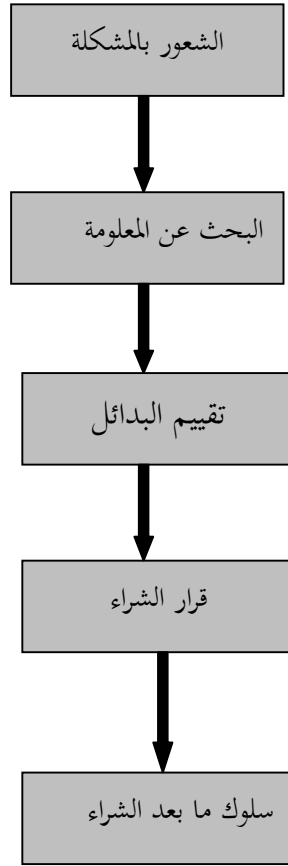 الشعور بالمشكلة
البحث عن المعلومة
تقييم البدائل
قرار الشراء
سلوك ما بعد الشراء